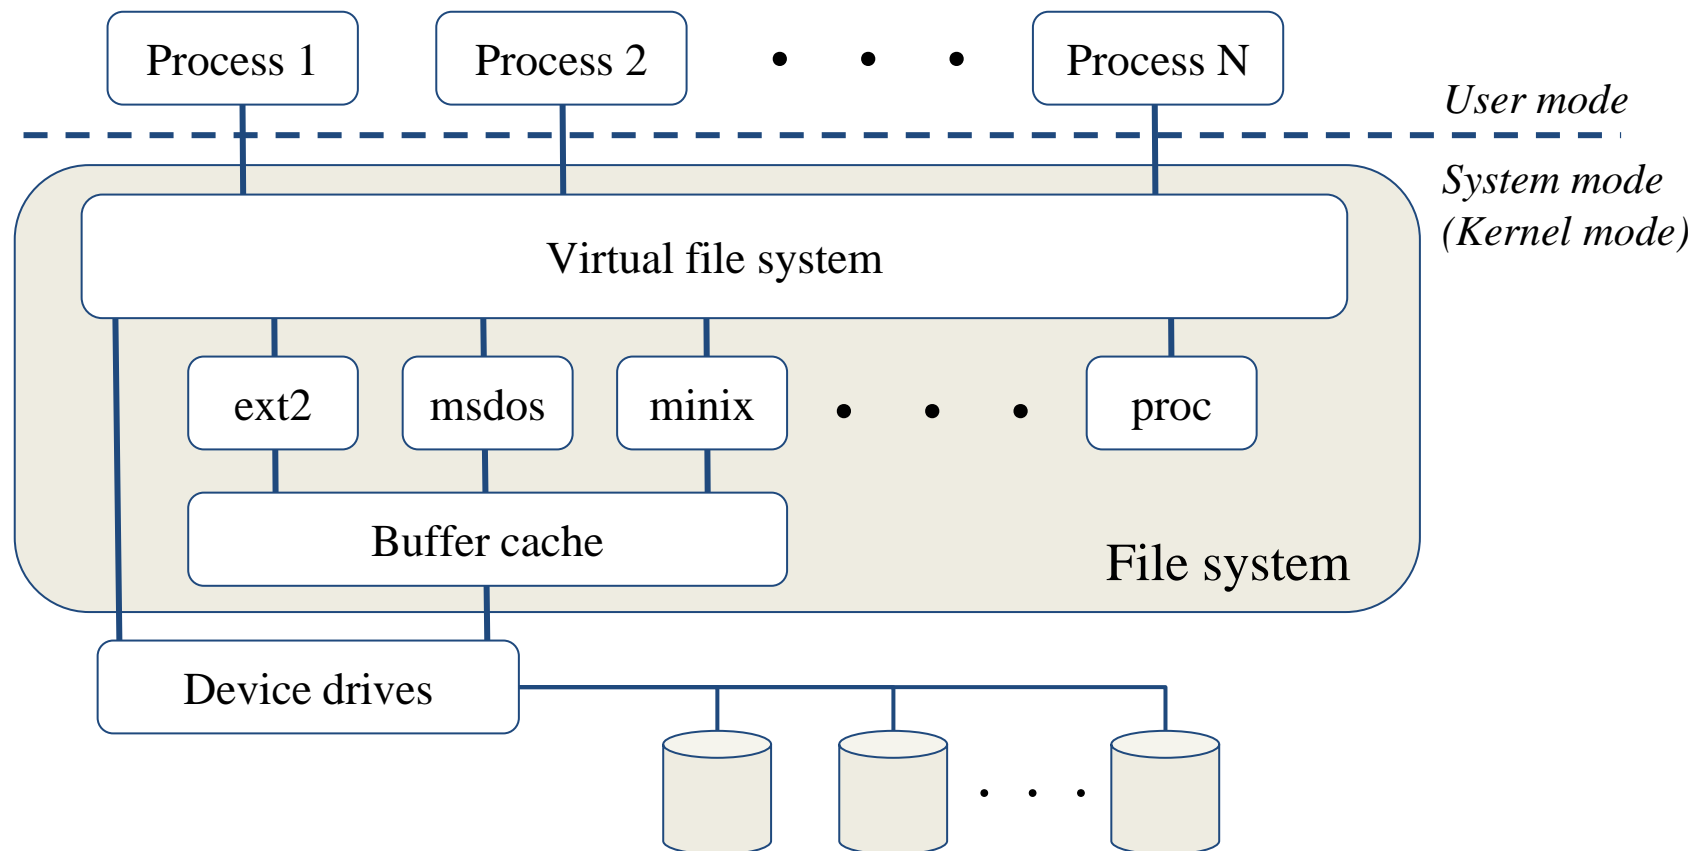 Process 1
Process 2
Process N
User mode
System mode
(Kernel mode)
Virtual file system
ext2
msdos
minix
proc
Buffer cache
File system
Device drives